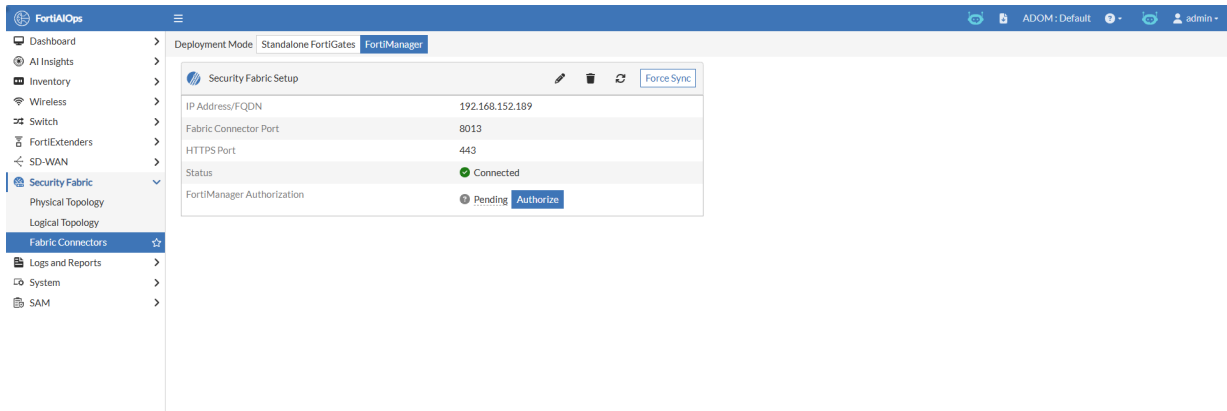 FortiAIOps
ADOM : Default
admin
Dashboard
AI Insights
Inventory
Wireless
Switch
FortiExtenders
SD-WAN
Security Fabric
Physical Topology
Logical Topology
Fabric Connectors
Logs and Reports
System
SAM
Deployment Mode Standalone FortiGates FortiManager
Security Fabric Setup Force Sync
IP Address/FQDN 192.168.152.189
Fabric Connector Port 8013
HTTPS Port 443
Status Connected
FortiManager Authorization Pending Authorize